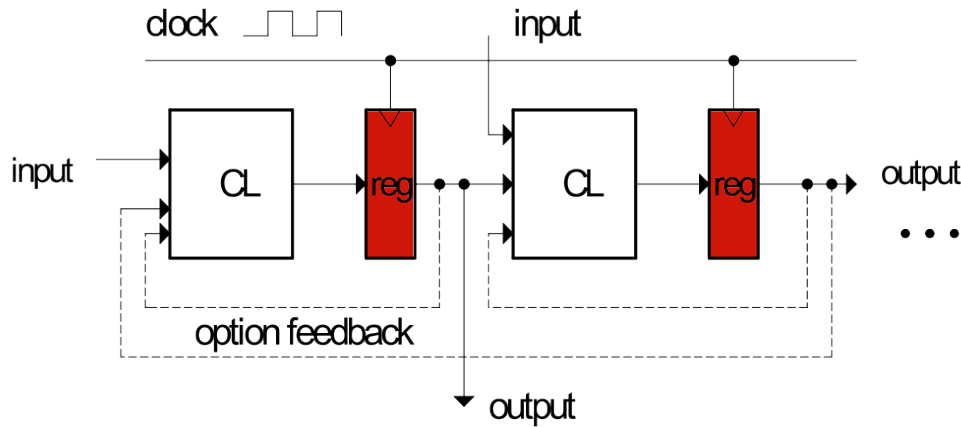 clock
input
input
CL
reg
CL
reg
output
option feedback
output